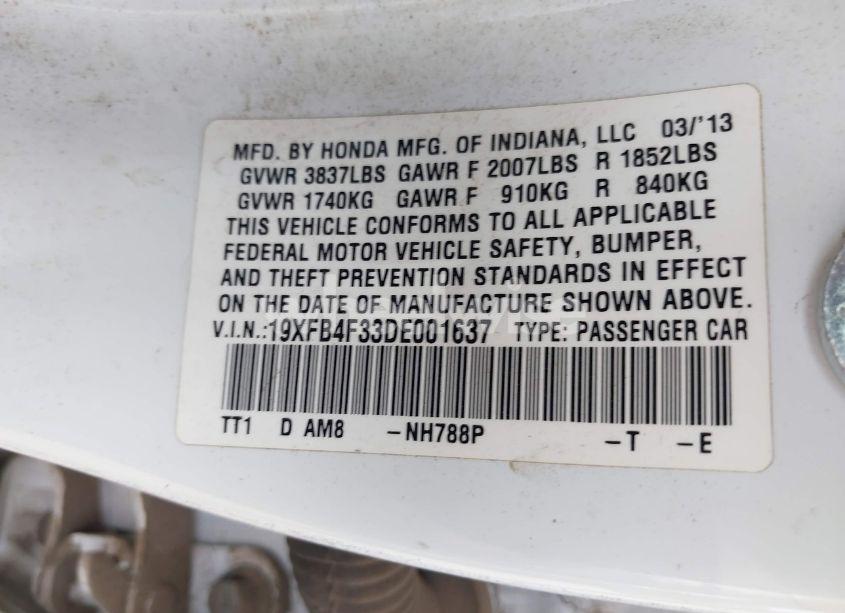 MFD. BY HONDA MFG. OF INDIANA, LLC 03/'13
GVWR 3837LBS GAWR F 2007LBS R 1852LBS
GVWR 1740KG GAWR F 910KG R 840KG
THIS VEHICLE CONFORMS TO ALL APPLICABLE
FEDERAL MOTOR VEHICLE SAFETY, BUMPER,
AND THEFT PREVENTION STANDARDS IN EFFECT
ON THE DATE OF MANUFACTURE SHOWN ABOVE.
V.I.N.:19XFB4F33DE001637 TYPE: PASSENGER CAR
TT1 D AM8 -NH788P -T -E